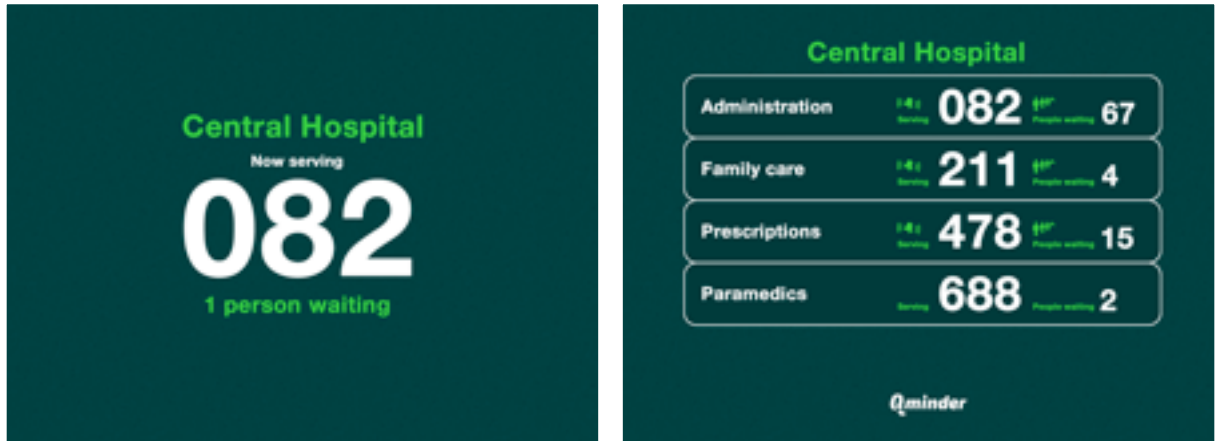 Central Hospital
Now serving
082
1 person waiting
Central Hospital
Administration Serving 082 People waiting 67
Family care Serving 211 People waiting 4
Prescriptions Serving 478 People waiting 15
Paramedics Serving 688 People waiting 2
Qminder